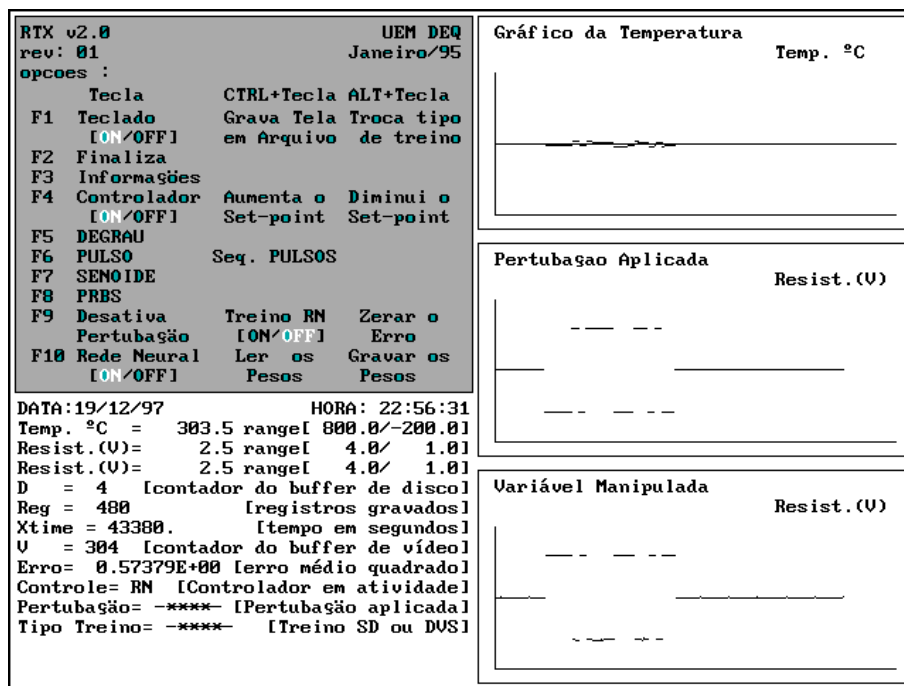 RTX v2.0 UEM DEQ
rev: 01 Janeiro/95
opcoes :
Tecla CTRL+Tecla ALT+Tecla
F1 Teclado Grava Tela Troca tipo
[ON/OFF] em Arquivo de treino
F2 Finaliza
F3 Informaşöes
F4 Controlador Aumenta o Diminui o
[ON/OFF] Set-point Set-point
F5 DEGRAU
F6 PULSO Seq. PULSOS
F7 SENOIDE
F8 PRBS
F9 Desativa Treino RN Zerar o
Pertubaşäo [ON/OFF] Erro
F10 Rede Neural Ler os Gravar os
[ON/OFF] Pesos Pesos
DATA:19/12/97 HORA: 22:56:31
Temp. ºC = 303.5 range[ 800.0/-200.0]
Resist.(V)= 2.5 range[ 4.0/ 1.0]
Resist.(V)= 2.5 range[ 4.0/ 1.0]
D = 4 [contador do buffer de disco]
Reg = 480 [registros gravados]
Xtime = 43380. [tempo em segundos]
V = 304 [contador do buffer de vídeo]
Erro= 0.57379E+00 [erro médio quadrado]
Controle= RN [Controlador em atividade]
Pertubaşäo= -****- [Pertubaşäo aplicada]
Tipo Treino= -****- [Treino SD ou DVS]
Gráfico da Temperatura
Temp. ºC
Pertubaşao Aplicada
Resist.(V)
Variável Manipulada
Resist.(V)